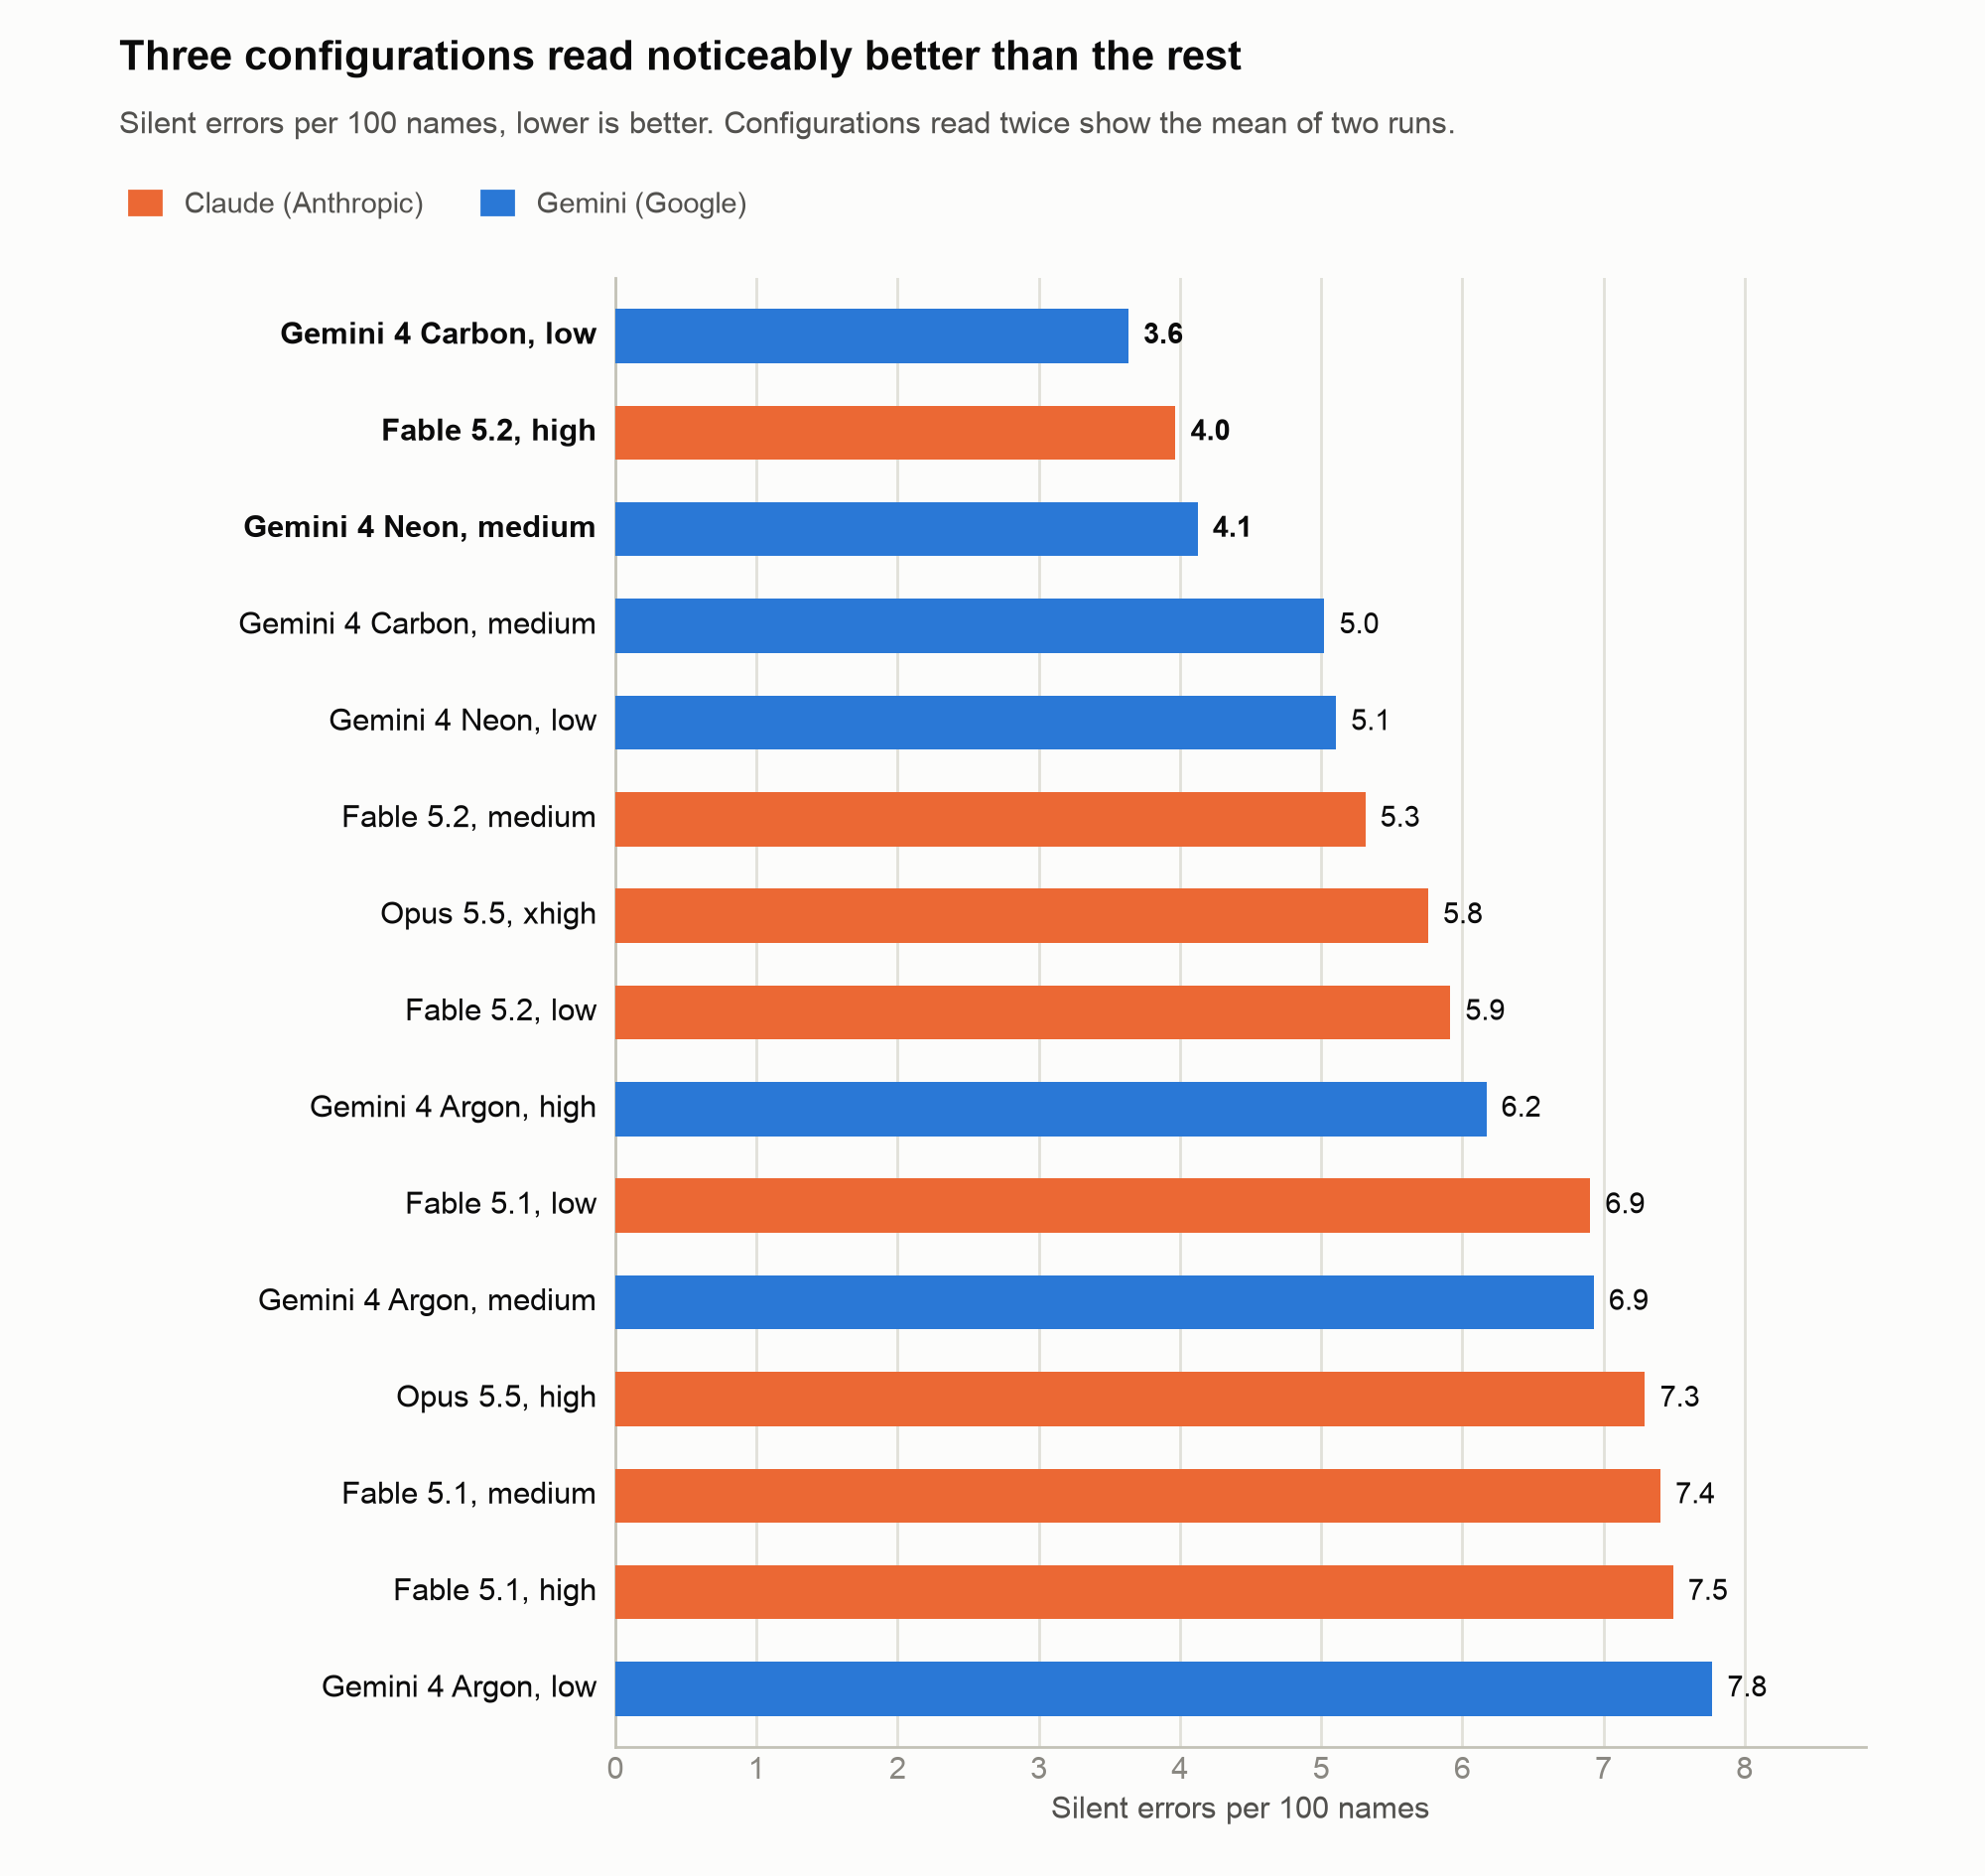 Three configurations read noticeably better than the rest
Silent errors per 100 names, lower is better. Configurations read twice show the mean of two runs.
Claude (Anthropic) Gemini (Google)
Gemini 4 Carbon, low 3.6
Fable 5.2, high 4.0
Gemini 4 Neon, medium 4.1
Gemini 4 Carbon, medium 5.0
Gemini 4 Neon, low 5.1
Fable 5.2, medium 5.3
Opus 5.5, xhigh 5.8
Fable 5.2, low 5.9
Gemini 4 Argon, high 6.2
Fable 5.1, low 6.9
Gemini 4 Argon, medium 6.9
Opus 5.5, high 7.3
Fable 5.1, medium 7.4
Fable 5.1, high 7.5
Gemini 4 Argon, low 7.8
0 1 2 3 4 5 6 7 8
Silent errors per 100 names